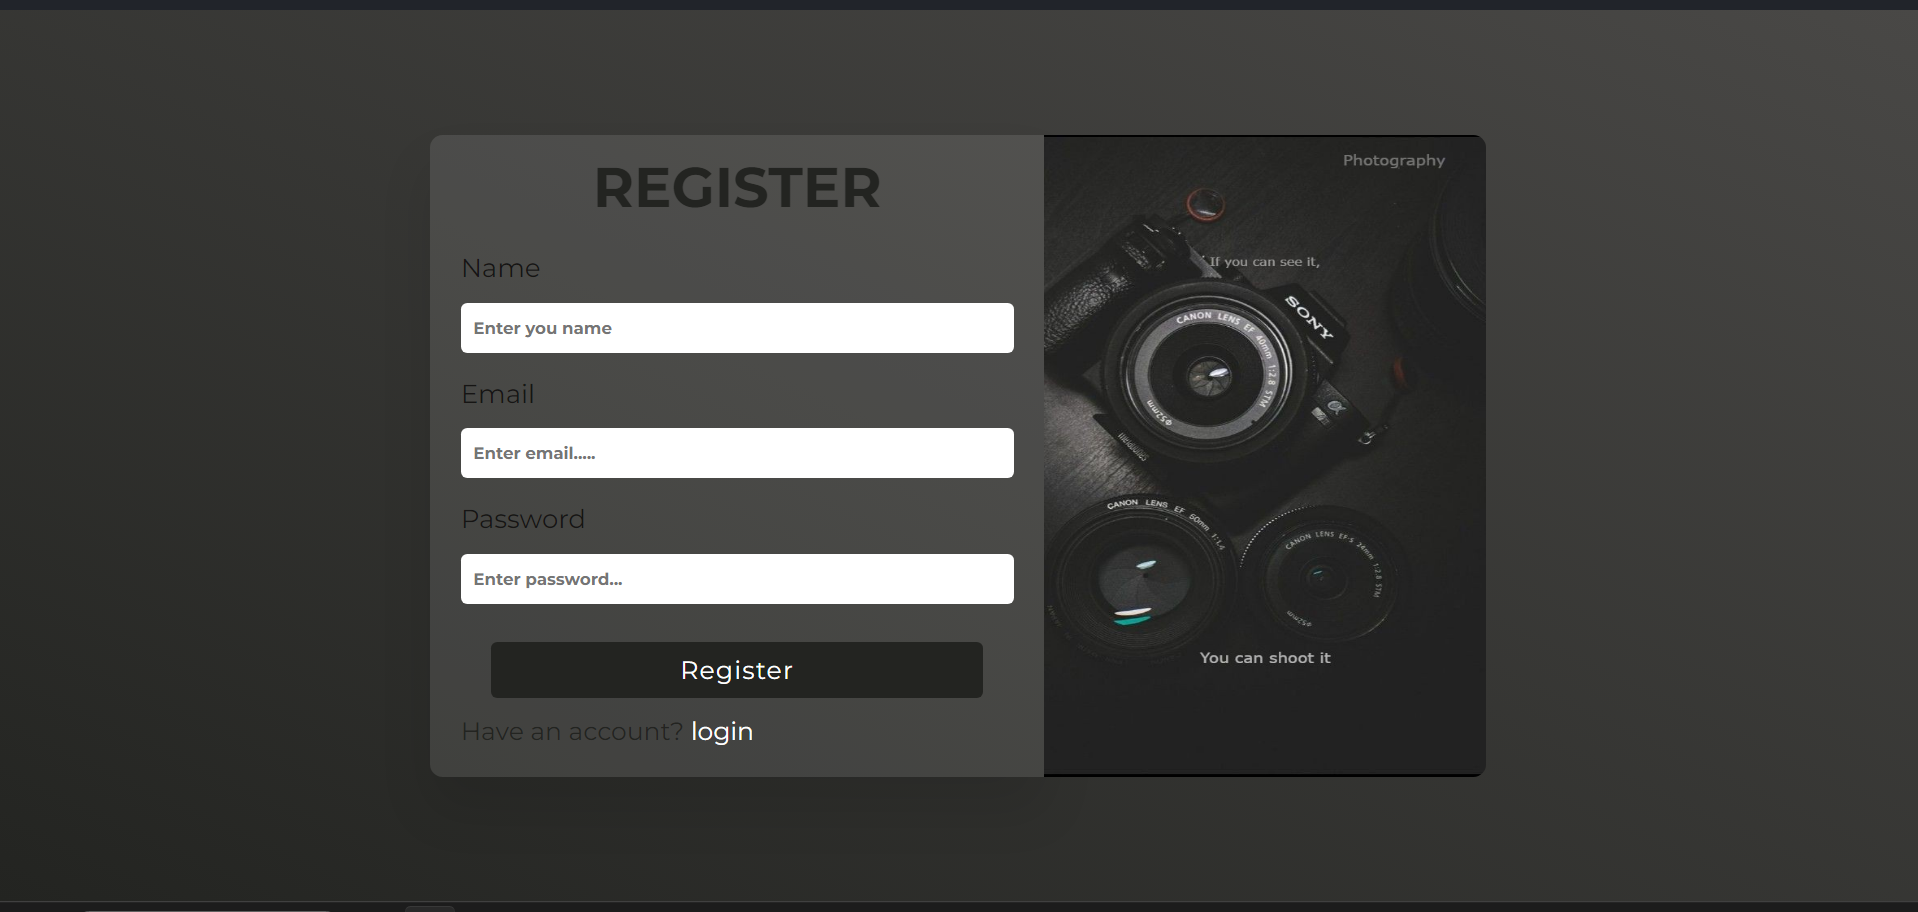 REGISTER
Name
Enter you name
Email
Enter email.....
Password
Enter password...
Register
Have an account? login
Photography
If you can see it,
SONY
CANON LENS EF 40mm 1:2.8 STM
Φ52mm
α
CANON LENS EF 50mm 1:1.4
CANON LENS EF-S 24mm 1:2.8 STM
Φ52mm
You can shoot it